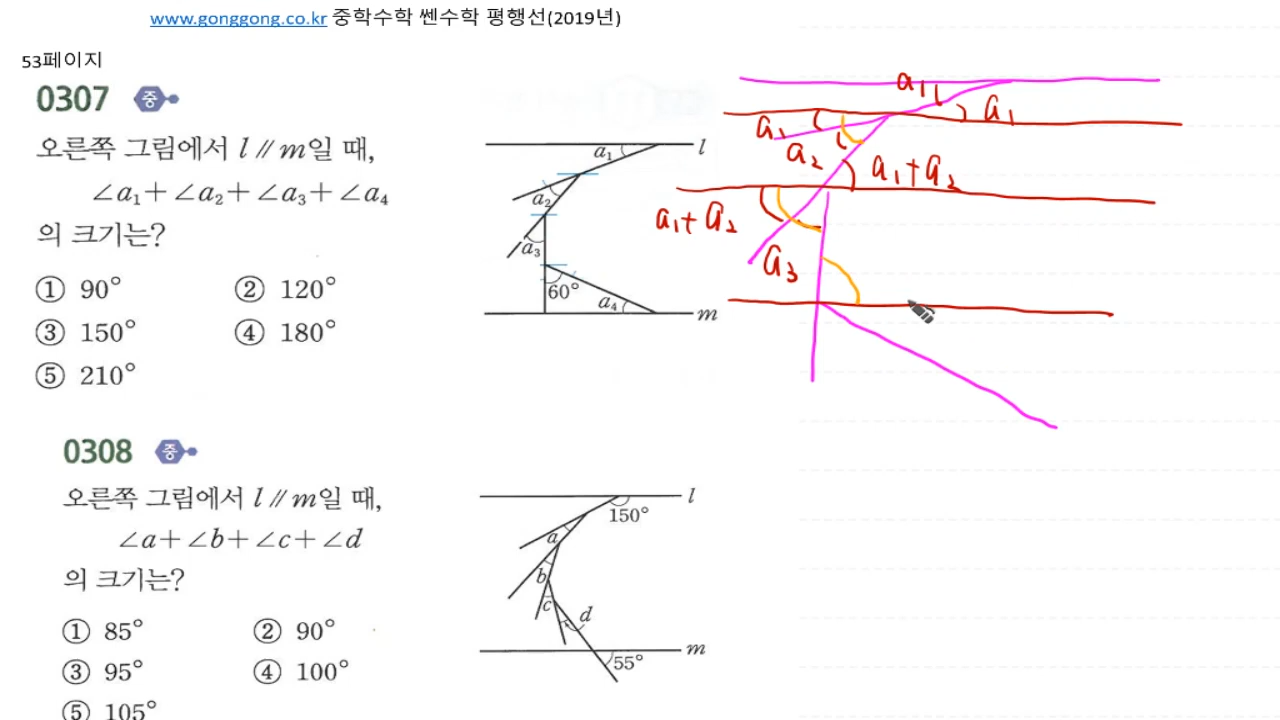 www.gonggong.co.kr 중학수학 쎈수학 평행선(2019년)
53페이지
0307 중
오른쪽 그림에서 l // m일 때,
∠a₁+∠a₂+∠a₃+∠a₄
의 크기는?
① 90° ② 120°
③ 150° ④ 180°
⑤ 210°
a₁ l
a₂
a₃
60° a₄
m
a₁
a₁ a₁
a₂ a₁+a₂
a₁+a₂
a₃
0308 중
오른쪽 그림에서 l // m일 때,
∠a+∠b+∠c+∠d
의 크기는?
① 85° ② 90°
③ 95° ④ 100°
⑤ 105°
l
150°
a
b
c d
m
55°